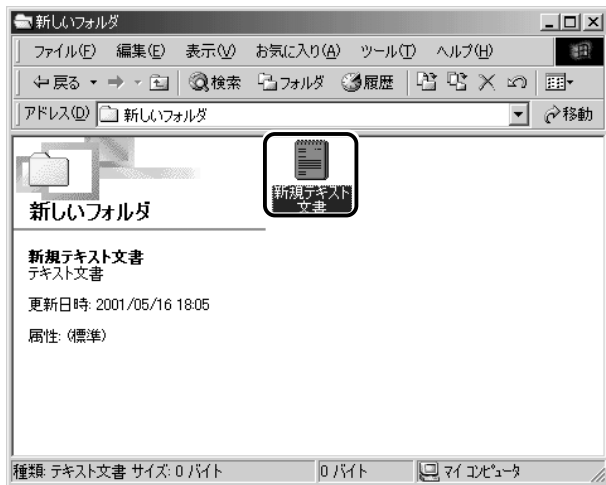 新しいフォルダ
ファイル(F) 編集(E) 表示(V) お気に入り(A) ツール(T) ヘルプ(H)
戻る 検索 フォルダ 履歴
アドレス(D) 新しいフォルダ 移動
新規テキスト
文書
新しいフォルダ
新規テキスト文書
テキスト文書
更新日時: 2001/05/16 18:05
属性: (標準)
種類: テキスト文書 サイズ: 0 バイト 0 バイト マイ コンピュータ